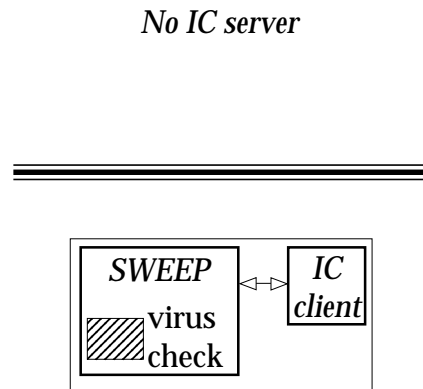 No IC server
SWEEP
virus
check
IC
client